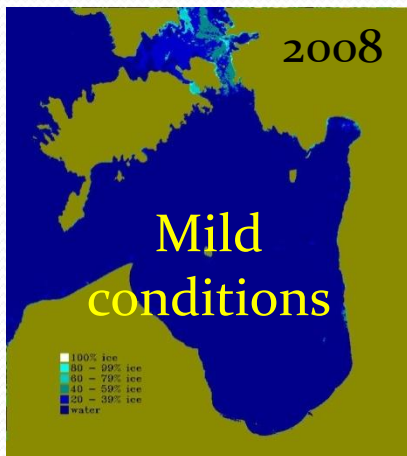 2008
Mild
conditions
100% ice
80 - 99% ice
60 - 79% ice
40 - 59% ice
20 - 39% ice
water